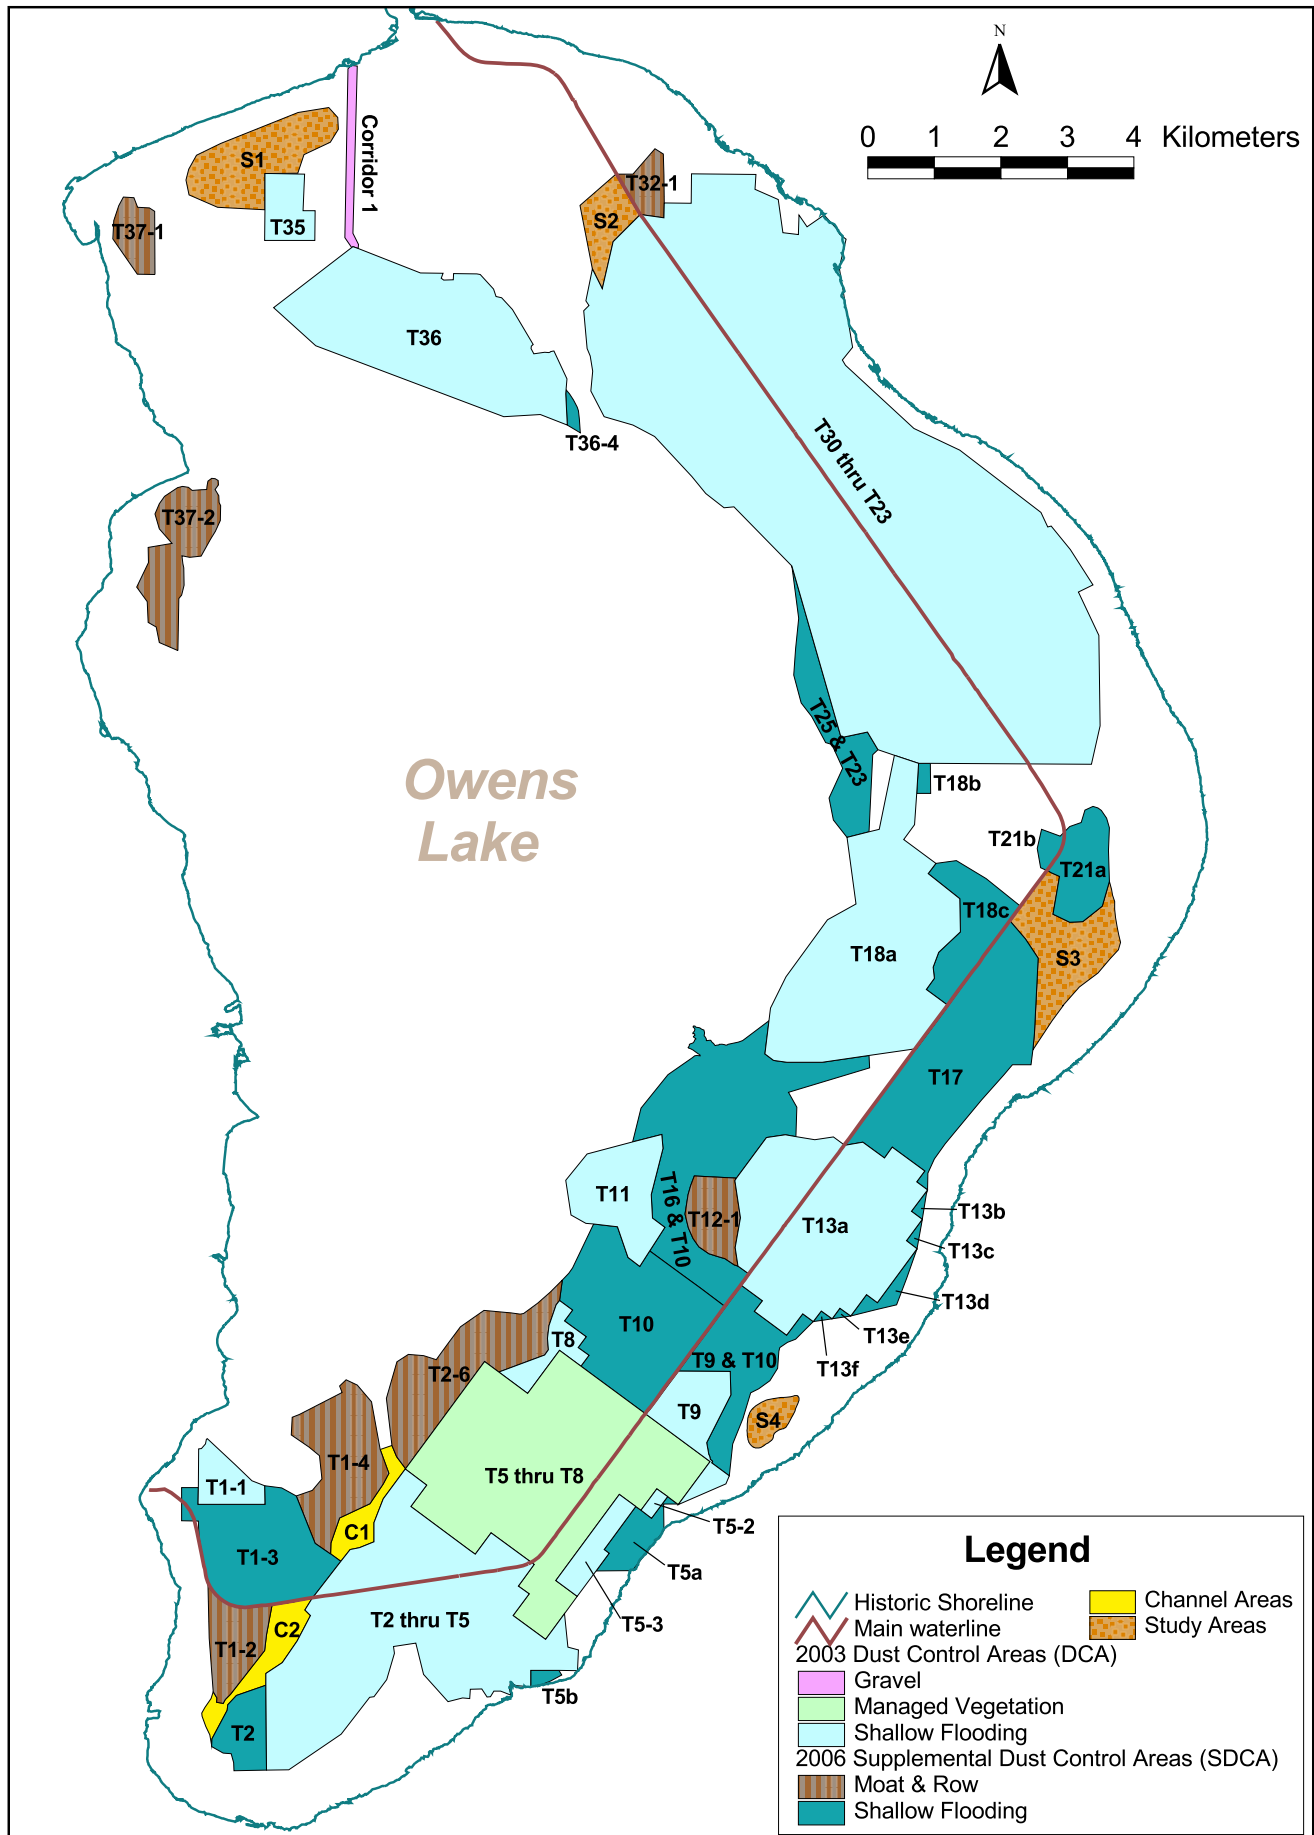 N
0 1 2 3 4 Kilometers
Corridor 1
S1
T32-1
T35
S2
T37-1
T36
T36-4
T30 thru T23
T37-2
T25 & T23
Owens
Lake
T18b
T21b
T21a
T18c
T18a
S3
T17
T11
T16 & T10
T12-1
T13a
T13b
T13c
T13d
T10
T8
T13e
T9 & T10
T13f
T2-6
T9
S4
T1-4
T5 thru T8
T1-1
T5-2
C1
T1-3
T5a
T2 thru T5
T5-3
C2
T1-2
T5b
T2
Legend
Historic Shoreline
Main waterline
Channel Areas
Study Areas
2003 Dust Control Areas (DCA)
Gravel
Managed Vegetation
Shallow Flooding
2006 Supplemental Dust Control Areas (SDCA)
Moat & Row
Shallow Flooding